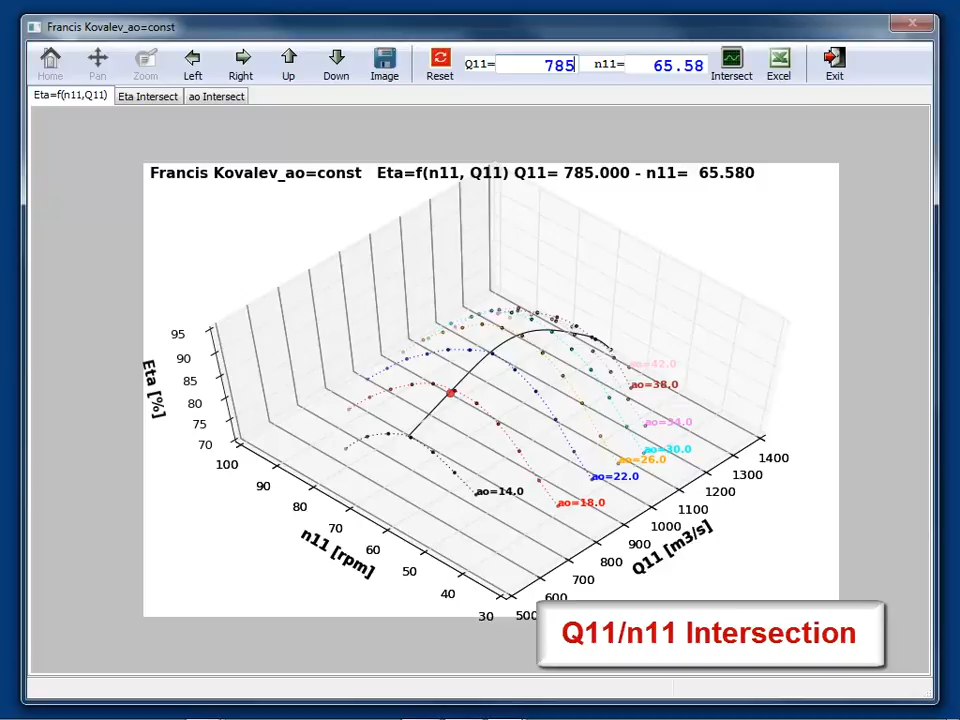 Francis Kovalev_ao=const
Home Pan Zoom Left Right Up Down Image Reset Q11= 785 n11= 65.58 Intersect Excel Exit
Eta=f(n11,Q11) Eta Intersect ao Intersect
Francis Kovalev_ao=const Eta=f(n11, Q11) Q11= 785.000 - n11= 65.580
95
90
85
80
75
70
Eta [%]
100
90
80
70
60
50
40
30
n11 [rpm]
500
600
700
800
900
1000
1100
1200
1300
1400
Q11 [m3/s]
ao=42.0
ao=38.0
ao=34.0
ao=30.0
ao=26.0
ao=22.0
ao=18.0
ao=14.0
Q11/n11 Intersection